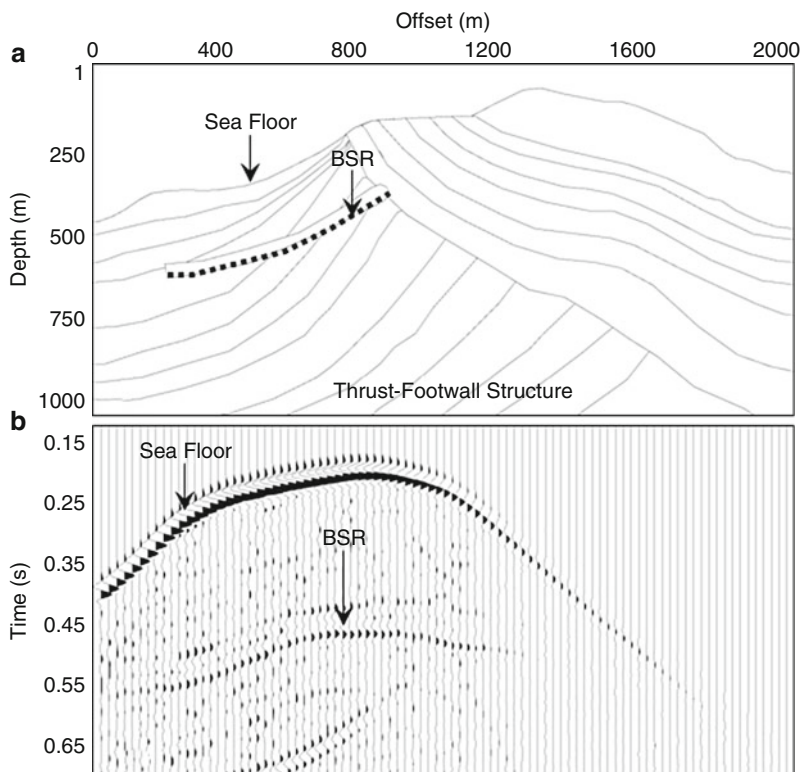 Offset (m)
a
0 400 800 1200 1600 2000
1
Sea Floor
BSR
250
500
750
1000
Depth (m)
Thrust-Footwall Structure
b
0.15
Sea Floor
0.25
BSR
0.35
0.45
0.55
0.65
Time (s)